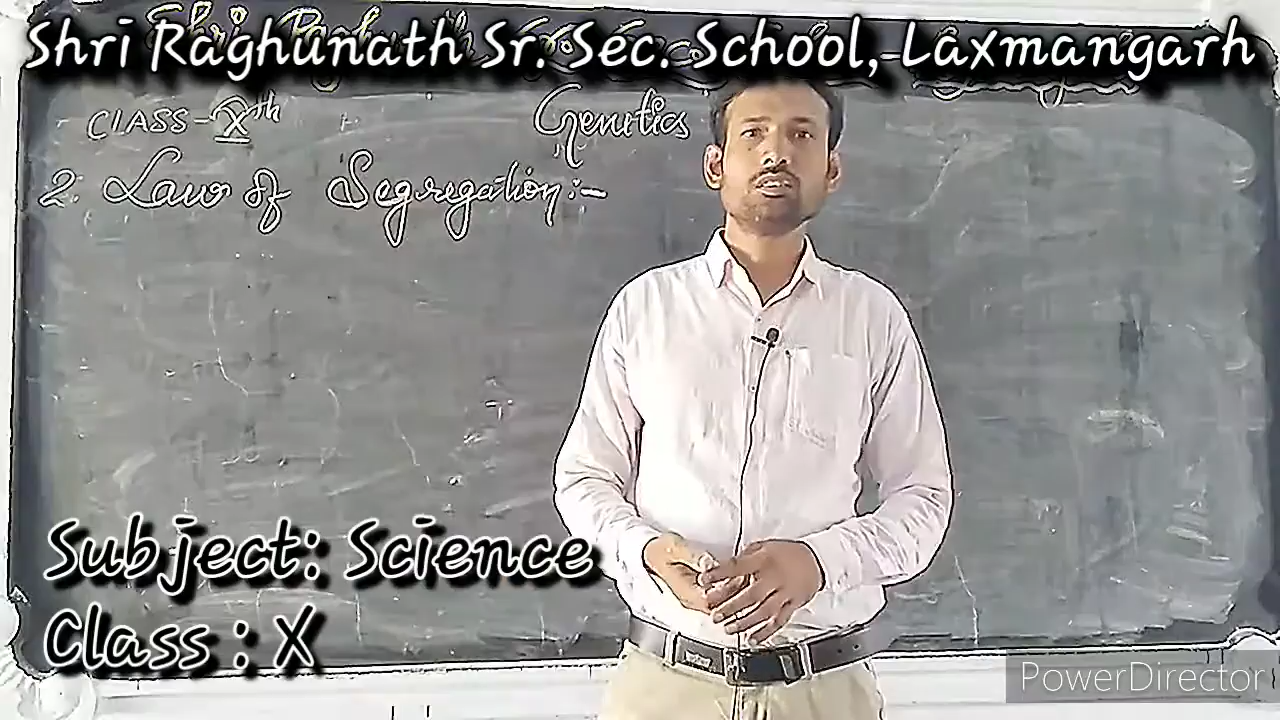 Shri Raghunath Sr. Sec. School, Laxmangarh
CLASS-Xth
Genetics
2. Law of Segregation:-
Subject: Science
Class : X
PowerDirector